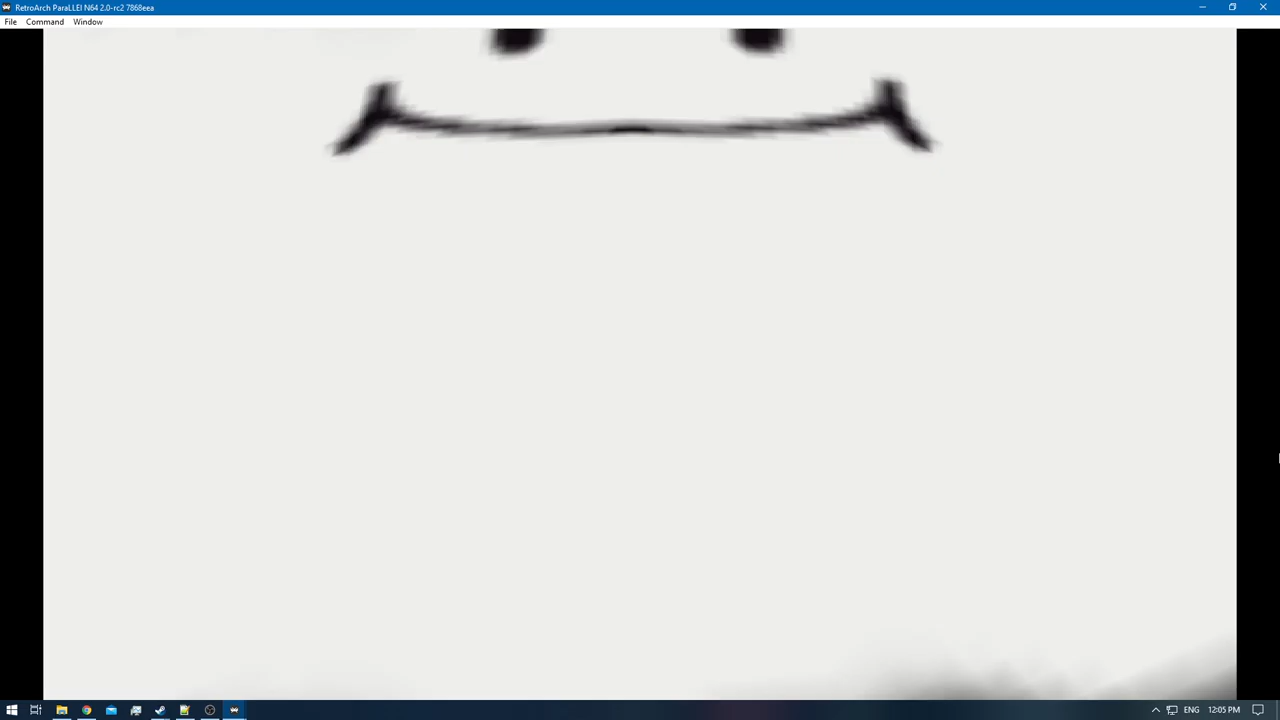 RetroArch ParaLLEl N64 2.0-rc2 7868eea
File Command Window
ENG 12:05 PM